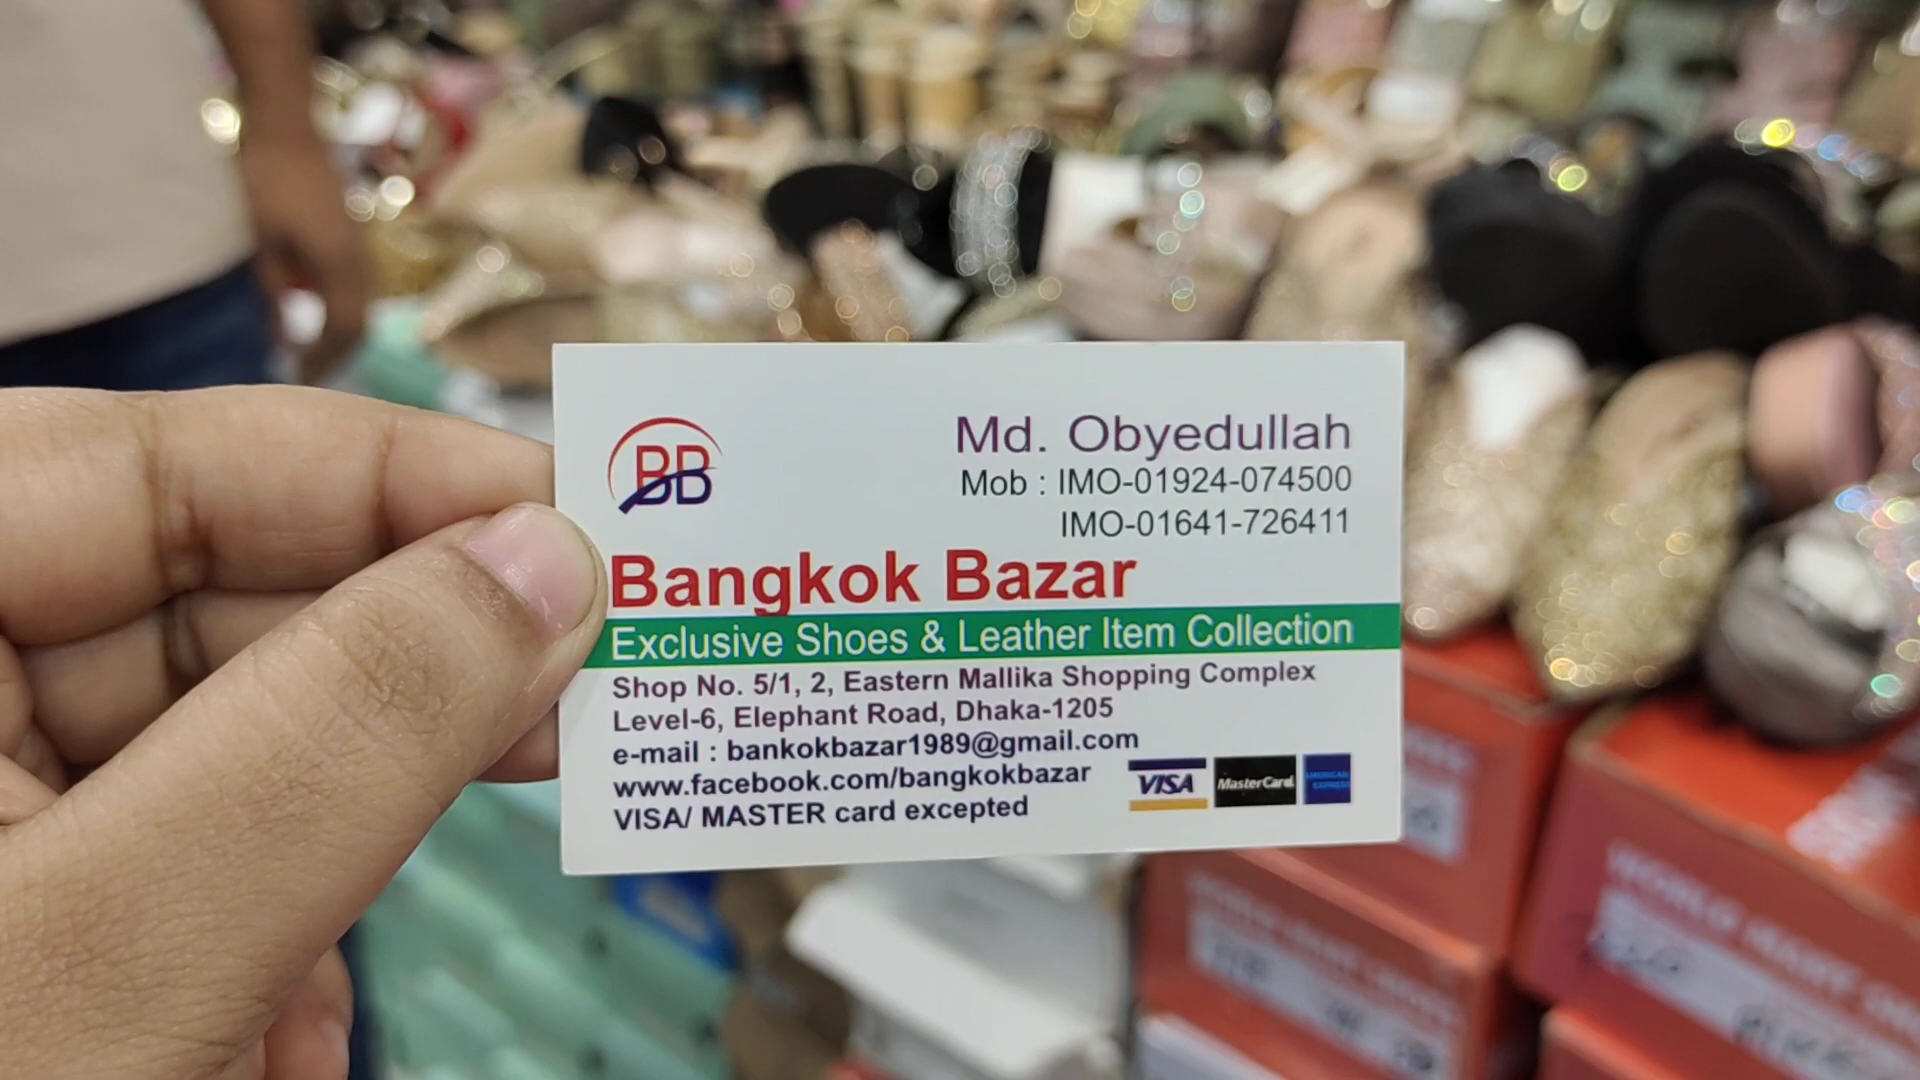 BB
Md. Obyedullah
Mob : IMO-01924-074500
IMO-01641-726411
Bangkok Bazar
Exclusive Shoes & Leather Item Collection
Shop No. 5/1, 2, Eastern Mallika Shopping Complex
Level-6, Elephant Road, Dhaka-1205
e-mail : bankokbazar1989@gmail.com
www.facebook.com/bangkokbazar
VISA/ MASTER card excepted
VISA MasterCard AMERICAN EXPRESS